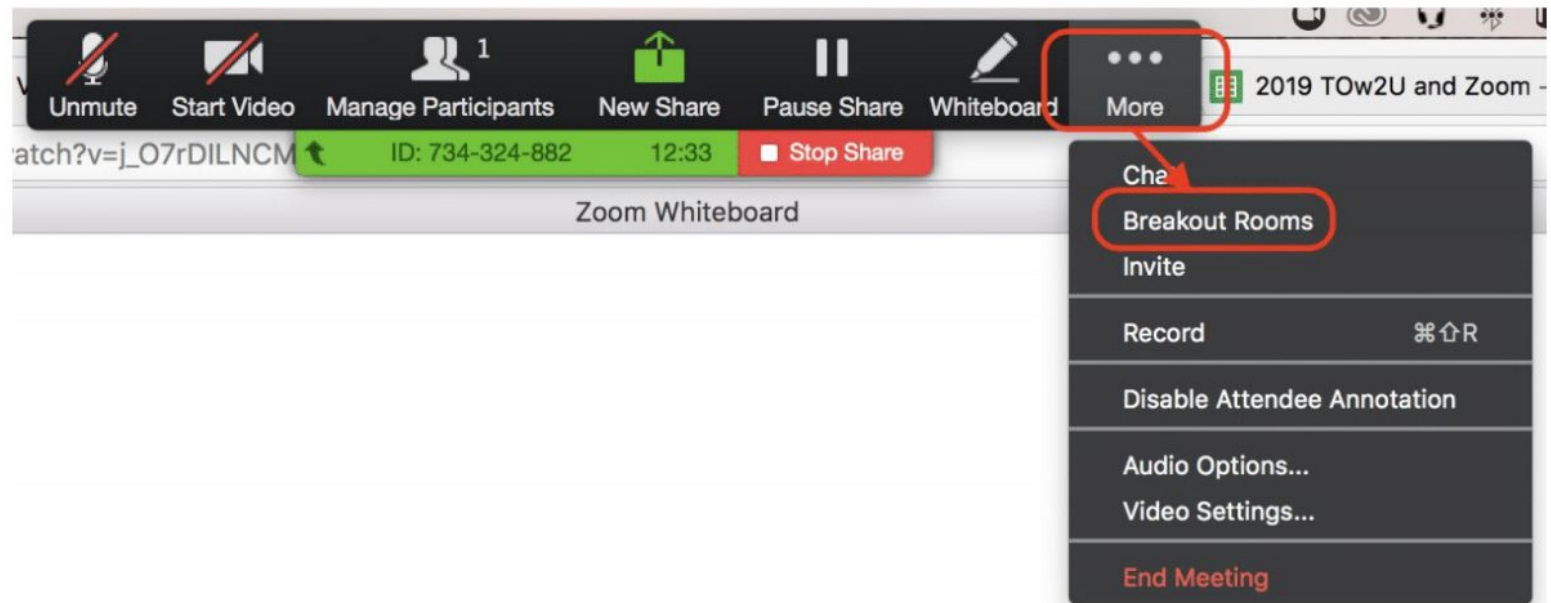 1
Unmute Start Video Manage Participants New Share Pause Share Whiteboard More
2019 TOw2U and Zoom -
atch?v=j_O7rDILNCM ID: 734-324-882 12:33 Stop Share
Zoom Whiteboard
Chat
Breakout Rooms
Invite
Record ⌘⇧R
Disable Attendee Annotation
Audio Options...
Video Settings...
End Meeting